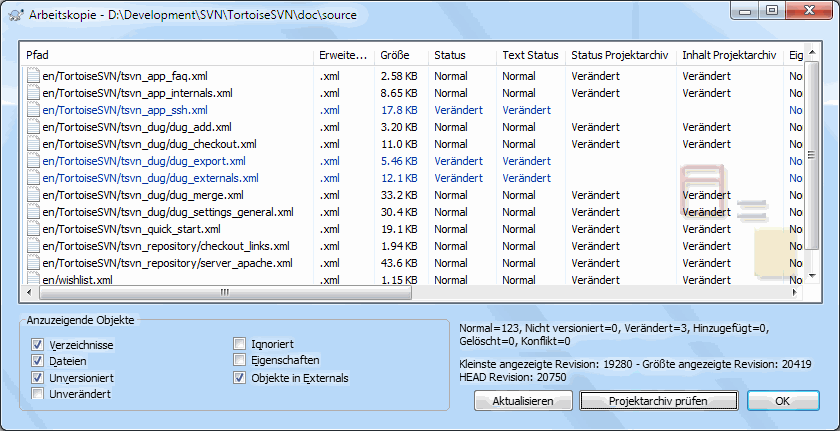 Arbeitskopie - D:\Development\SVN\TortoiseSVN\doc\source
Pfad Erweite... Größe Status Text Status Status Projektarchiv Inhalt Projektarchiv Eig
en/TortoiseSVN/tsvn_app_faq.xml .xml 2.58 KB Normal Normal Verändert Verändert No
en/TortoiseSVN/tsvn_app_internals.xml .xml 8.65 KB Normal Normal Verändert Verändert No
en/TortoiseSVN/tsvn_app_ssh.xml .xml 17.8 KB Verändert Verändert No
en/TortoiseSVN/tsvn_dug/dug_add.xml .xml 3.20 KB Normal Normal Verändert Verändert No
en/TortoiseSVN/tsvn_dug/dug_checkout.xml .xml 11.0 KB Normal Normal Verändert Verändert No
en/TortoiseSVN/tsvn_dug/dug_export.xml .xml 5.46 KB Verändert Verändert No
en/TortoiseSVN/tsvn_dug/dug_externals.xml .xml 12.1 KB Verändert Verändert No
en/TortoiseSVN/tsvn_dug/dug_merge.xml .xml 33.2 KB Normal Normal Verändert Verändert No
en/TortoiseSVN/tsvn_dug/dug_settings_general.xml .xml 30.4 KB Normal Normal Verändert Verändert No
en/TortoiseSVN/tsvn_quick_start.xml .xml 19.1 KB Normal Normal Verändert Verändert No
en/TortoiseSVN/tsvn_repository/checkout_links.xml .xml 1.94 KB Normal Normal Verändert Verändert No
en/TortoiseSVN/tsvn_repository/server_apache.xml .xml 43.6 KB Normal Normal Verändert Verändert No
en/wishlist.xml .xml 1.15 KB Normal Normal Verändert Verändert No
Anzuzeigende Objekte
Verzeichnisse
Dateien
Unversioniert
Unverändert
Ignoriert
Eigenschaften
Objekte in Externals
Normal=123, Nicht versioniert=0, Verändert=3, Hinzugefügt=0,
Gelöscht=0, Konflikt=0
Kleinste angezeigte Revision: 19280 - Größte angezeigte Revision: 20419
HEAD Revision: 20750
Aktualisieren Projektarchiv prüfen OK